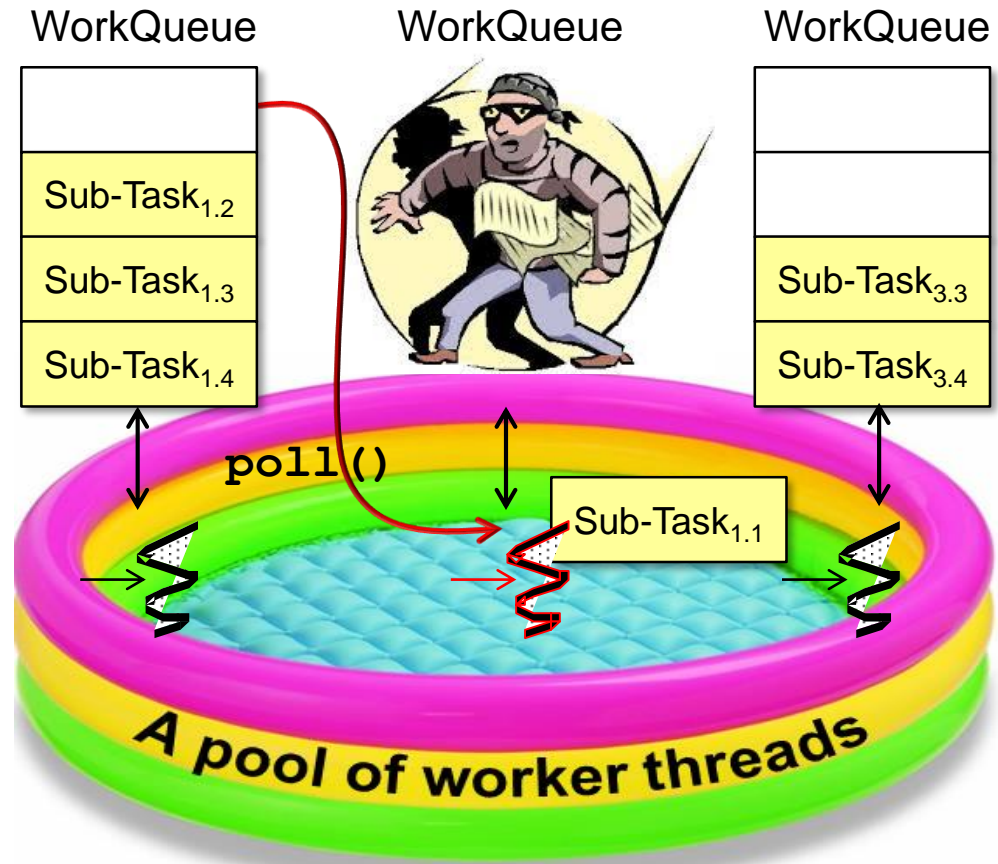 WorkQueue
WorkQueue
WorkQueue
Sub-Task1.2
Sub-Task1.3
Sub-Task3.3
Sub-Task1.4
Sub-Task3.4
poll()
Sub-Task1.1
A pool of worker threads